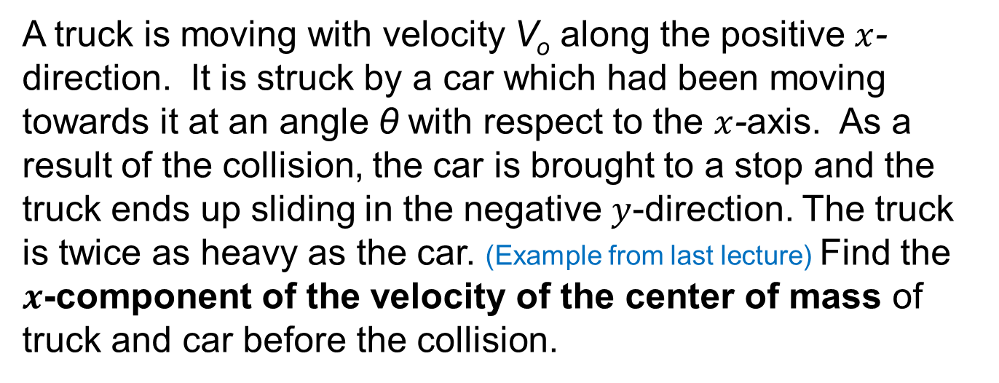 A truck is moving with velocity Vₒ along the positive x-
direction.  It is struck by a car which had been moving
towards it at an angle θ with respect to the x-axis.  As a
result of the collision, the car is brought to a stop and the
truck ends up sliding in the negative y-direction. The truck
is twice as heavy as the car. (Example from last lecture) Find the
x-component of the velocity of the center of mass of
truck and car before the collision.